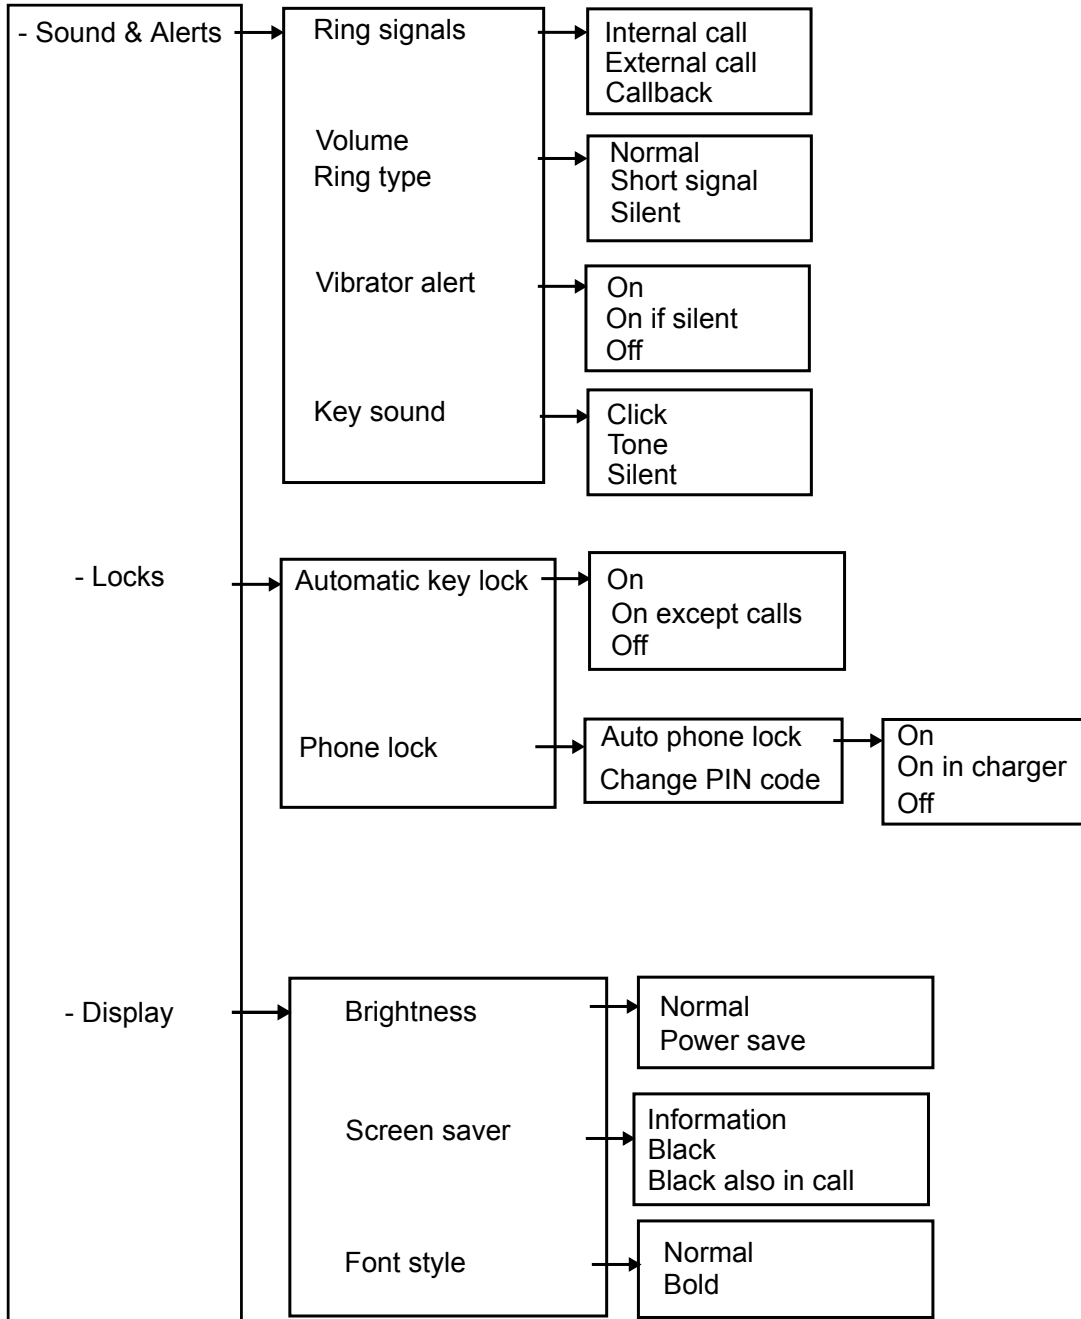 - Sound & Alerts
Ring signals
Internal call
External call
Callback
Volume
Ring type
Normal
Short signal
Silent
Vibrator alert
On
On if silent
Off
Key sound
Click
Tone
Silent
- Locks
Automatic key lock
On
On except calls
Off
Phone lock
Auto phone lock
Change PIN code
On
On in charger
Off
- Display
Brightness
Normal
Power save
Screen saver
Information
Black
Black also in call
Font style
Normal
Bold